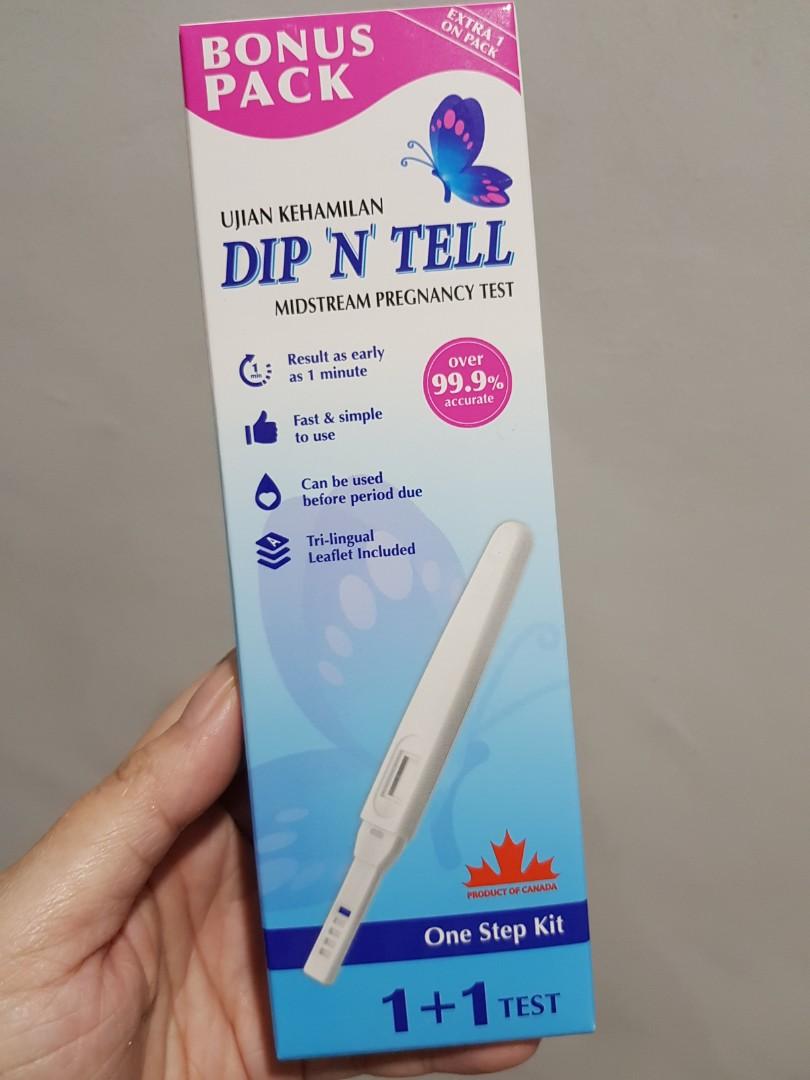 BONUS
PACK
EXTRA 1
ON PACK
UJIAN KEHAMILAN
DIP 'N' TELL
MIDSTREAM PREGNANCY TEST
1
min
Result as early
as 1 minute
over
99.9%
accurate
Fast & simple
to use
Can be used
before period due
A
Tri-lingual
Leaflet Included
PRODUCT OF CANADA
One Step Kit
1+1 TEST